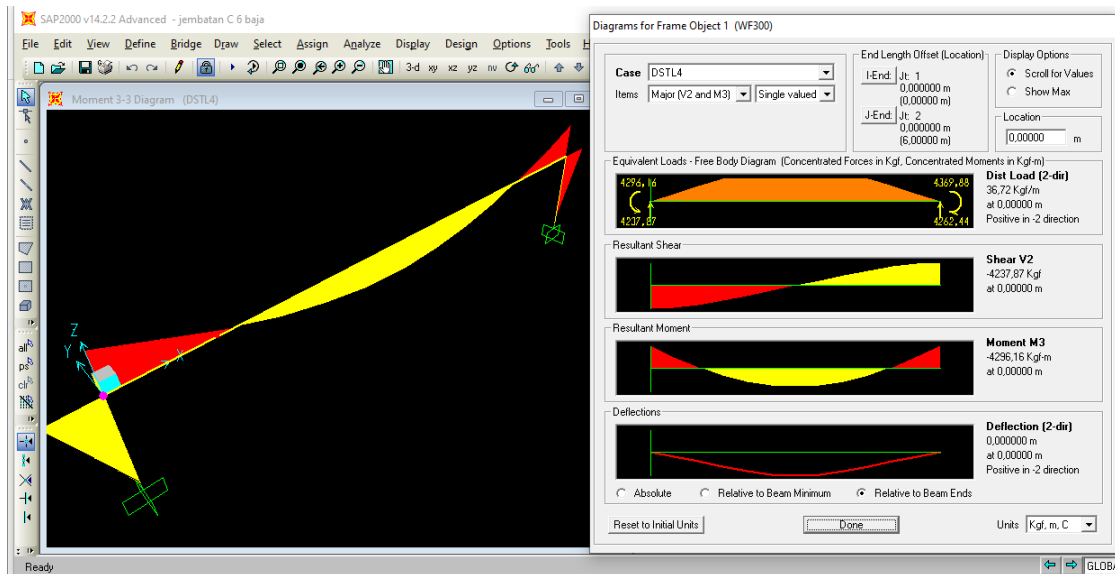 SAP2000 v14.2.2 Advanced - jembatan C 6 baja
File Edit View Define Bridge Draw Select Assign Analyze Display Design Options Tools H
3-d xy xz yz nv
Moment 3-3 Diagram (DSTL4)
Z
Y
X
all
ps
clr
Ready
GLOBA
Diagrams for Frame Object 1 (WF300)
Case DSTL4
Items Major (V2 and M3) Single valued
End Length Offset (Location)
I-End: Jt: 1
0,000000 m
(0,00000 m)
J-End: Jt: 2
0,000000 m
(6,00000 m)
Display Options
Scroll for Values
Show Max
Location
0,00000 m
Equivalent Loads - Free Body Diagram (Concentrated Forces in Kgf, Concentrated Moments in Kgf-m)
4296,16 4369,88
4237,87 4262,44
Dist Load (2-dir)
36,72 Kgf/m
at 0,00000 m
Positive in -2 direction
Resultant Shear
Shear V2
-4237,87 Kgf
at 0,00000 m
Resultant Moment
Moment M3
-4296,16 Kgf-m
at 0,00000 m
Deflections
Deflection (2-dir)
0,000000 m
at 0,00000 m
Positive in -2 direction
Absolute Relative to Beam Minimum Relative to Beam Ends
Reset to Initial Units Done Units Kgf, m, C